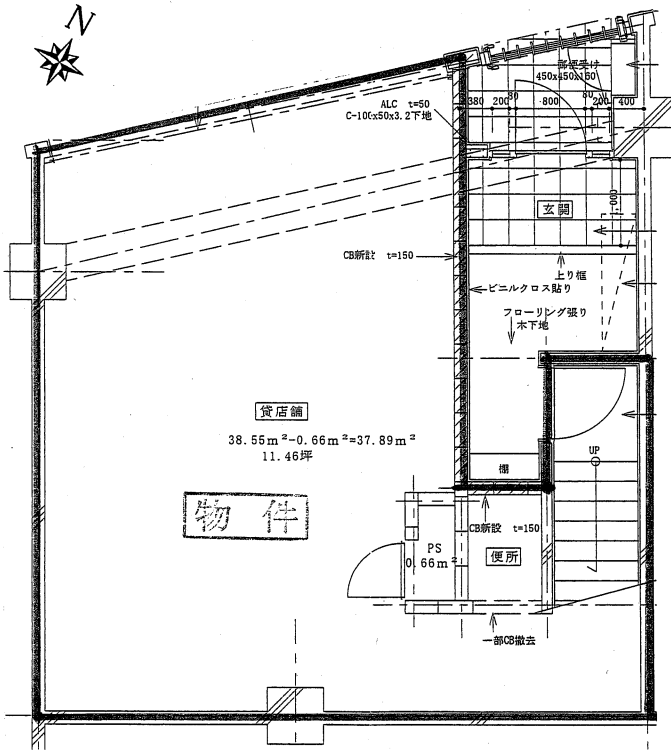 N
郵便受け
450x450x150
ALC t=50
C-100x50x3.2下地
380 200 80 800 80 200 400
玄関
CB新設 t=150
上り框
ビニルクロス貼り
フローリング張り
木下地
貸店舗
38.55m²-0.66m²=37.89m²
11.46坪
UP
棚
物件
CB新設 t=150
PS
0.66m²
便所
一部CB撤去